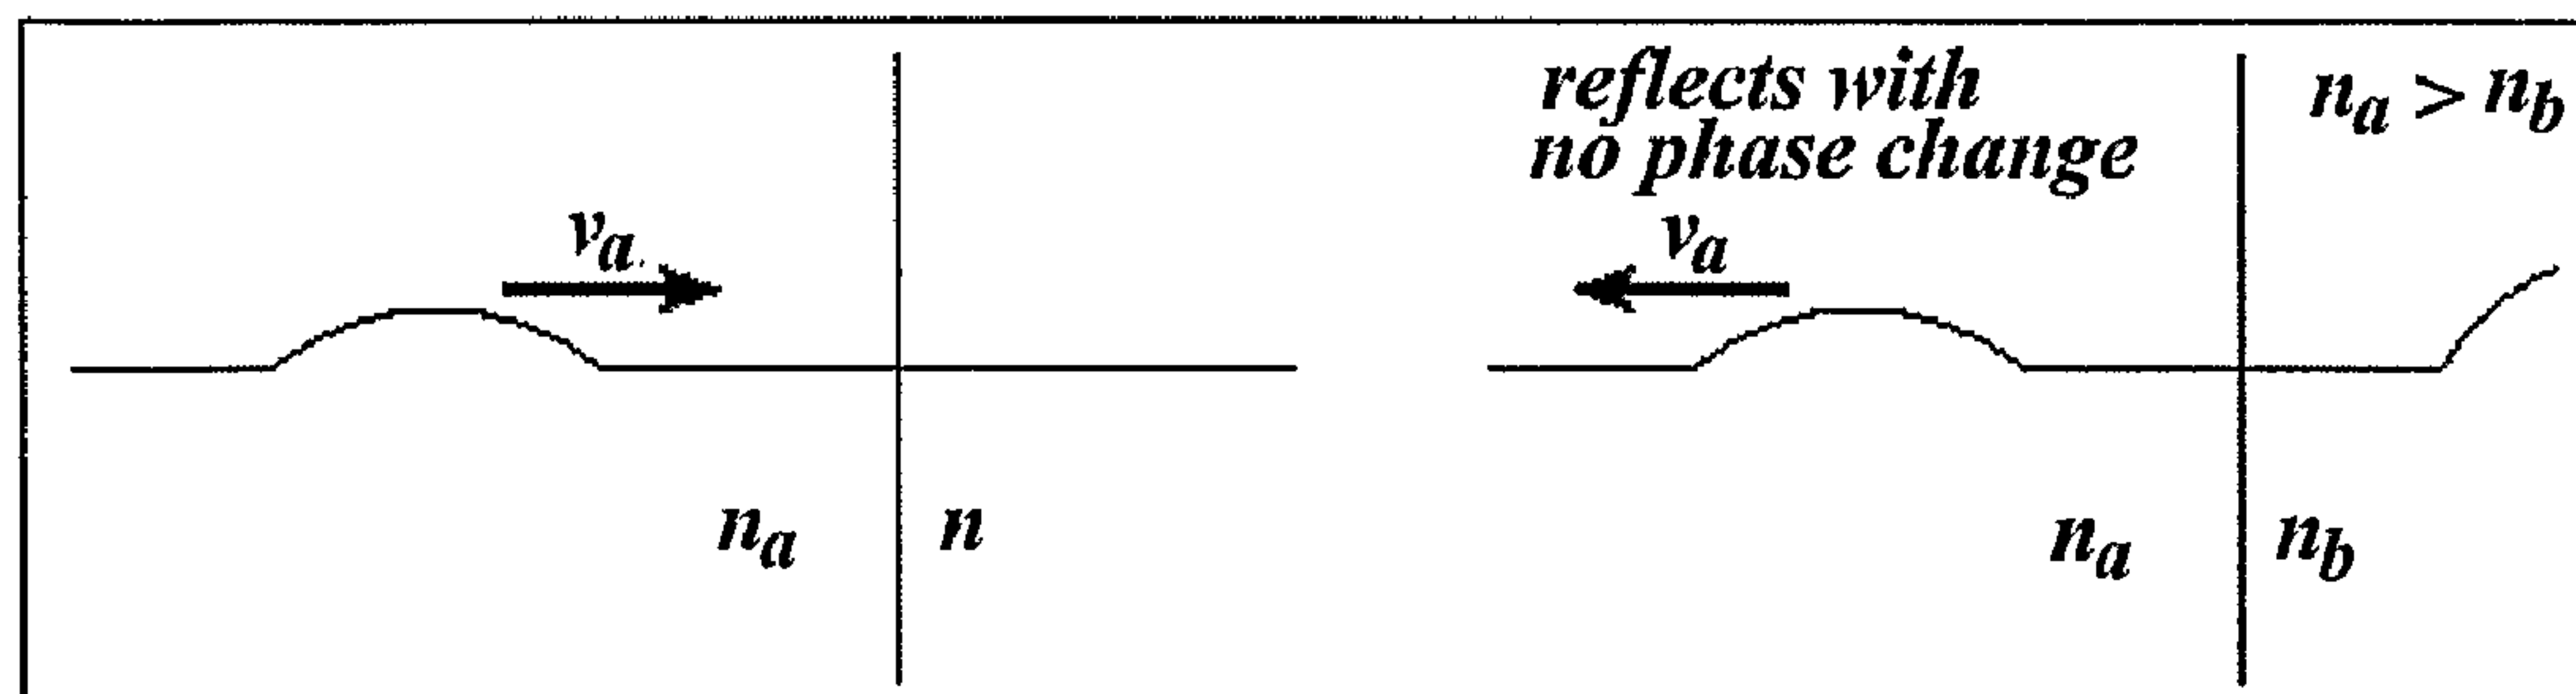 reflects with
no phase change
n_a > n_b
v_a
v_a
n_a
n
n_a
n_b